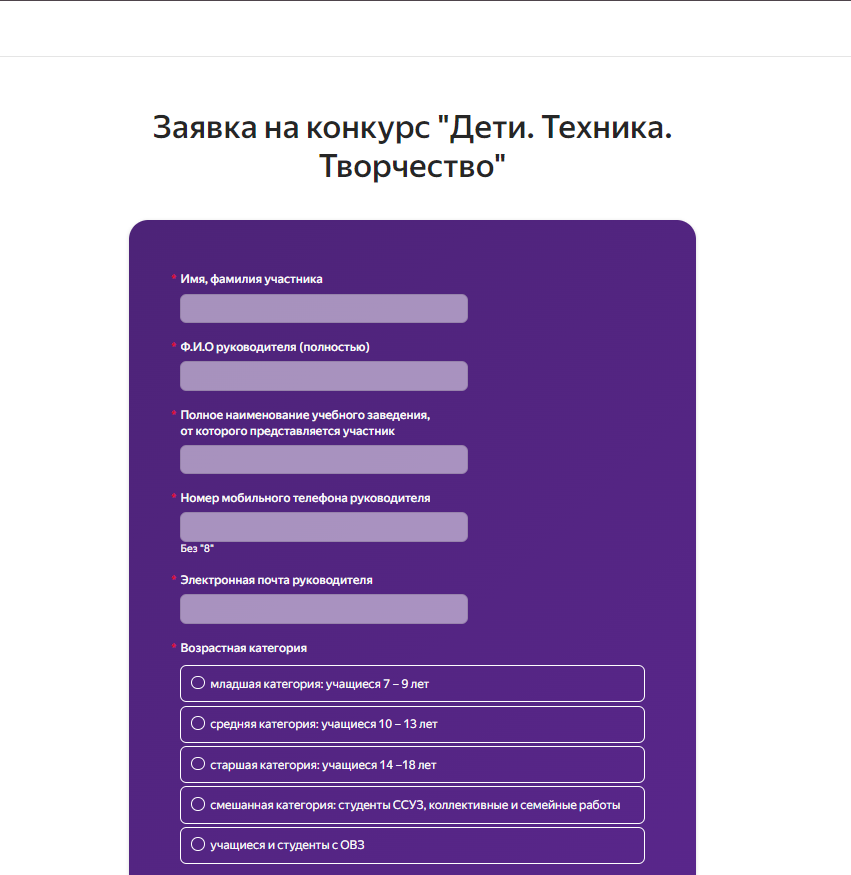 Заявка на конкурс "Дети. Техника.
Творчество"
* Имя, фамилия участника
* Ф.И.О руководителя (полностью)
* Полное наименование учебного заведения,
от которого представляется участник
* Номер мобильного телефона руководителя
Без "8"
* Электронная почта руководителя
* Возрастная категория
младшая категория: учащиеся 7 – 9 лет
средняя категория: учащиеся 10 – 13 лет
старшая категория: учащиеся 14 –18 лет
смешанная категория: студенты ССУЗ, коллективные и семейные работы
учащиеся и студенты с ОВЗ